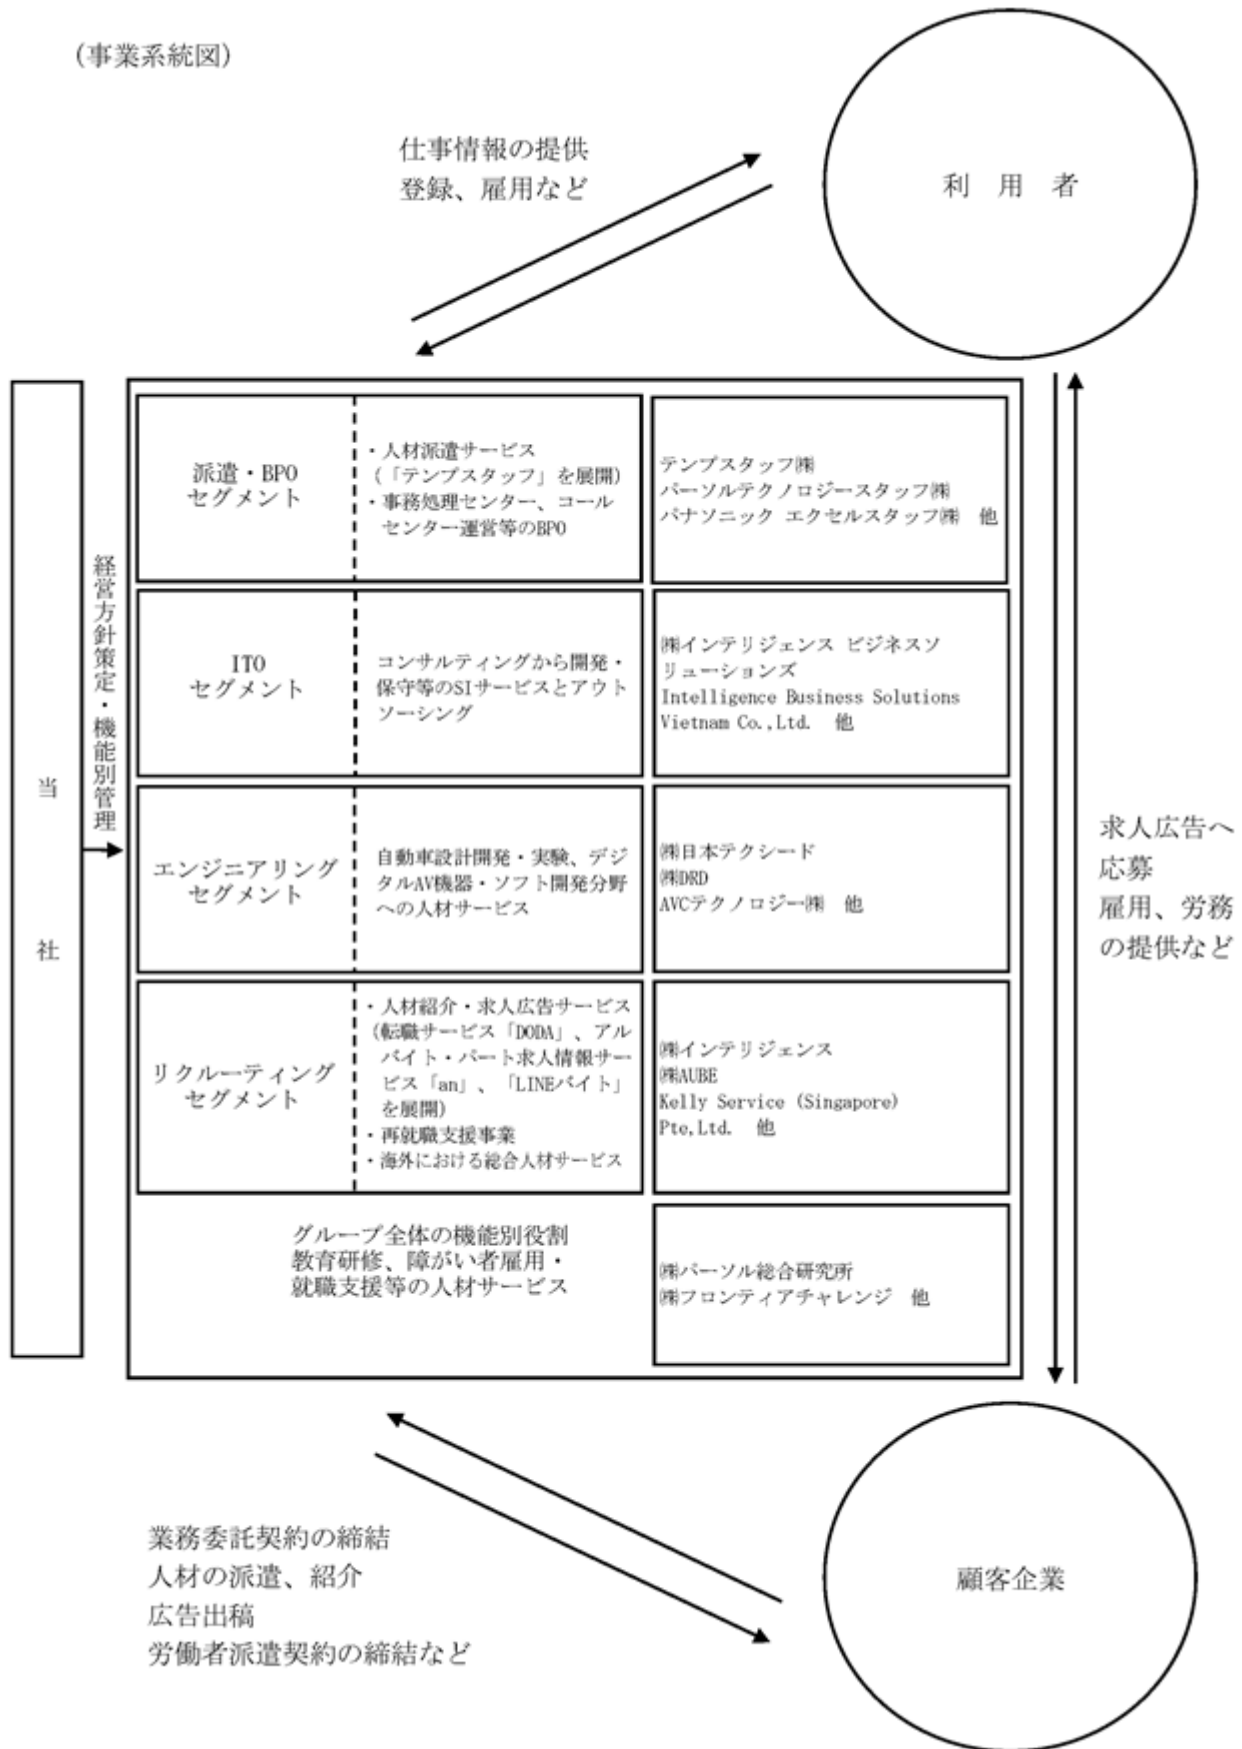 (事業系統図)
仕事情報の提供
登録、雇用など
利 用 者
当
社
経営方針策定・機能別管理
派遣・BPO
セグメント
・人材派遣サービス
(「テンプスタッフ」を展開)
・事務処理センター、コール
センター運営等のBPO
テンプスタッフ㈱
パーソルテクノロジースタッフ㈱
パナソニック エクセルスタッフ㈱ 他
ITO
セグメント
コンサルティングから開発・
保守等のSIサービスとアウト
ソーシング
㈱インテリジェンス ビジネスソ
リューションズ
Intelligence Business Solutions
Vietnam Co.,Ltd. 他
エンジニアリング
セグメント
自動車設計開発・実験、デジ
タルAV機器・ソフト開発分野
への人材サービス
㈱日本テクシード
㈱DRD
AVCテクノロジー㈱ 他
リクルーティング
セグメント
・人材紹介・求人広告サービス
(転職サービス「DODA」、アル
バイト・パート求人情報サー
ビス「an」、「LINEバイト」
を展開)
・再就職支援事業
・海外における総合人材サービス
㈱インテリジェンス
㈱AUBE
Kelly Service (Singapore)
Pte,Ltd. 他
グループ全体の機能別役割
教育研修、障がい者雇用・
就職支援等の人材サービス
㈱パーソル総合研究所
㈱フロンティアチャレンジ 他
求人広告へ
応募
雇用、労務
の提供など
業務委託契約の締結
人材の派遣、紹介
広告出稿
労働者派遣契約の締結など
顧客企業